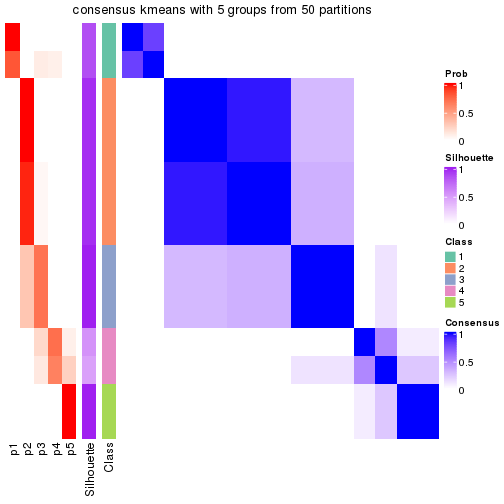 consensus kmeans with 5 groups from 50 partitions
Prob
1
0.5
0
Silhouette
1
0.5
0
Class
1
2
3
4
5
Consensus
1
0.5
0
p1
p2
p3
p4
p5
Silhouette
Class